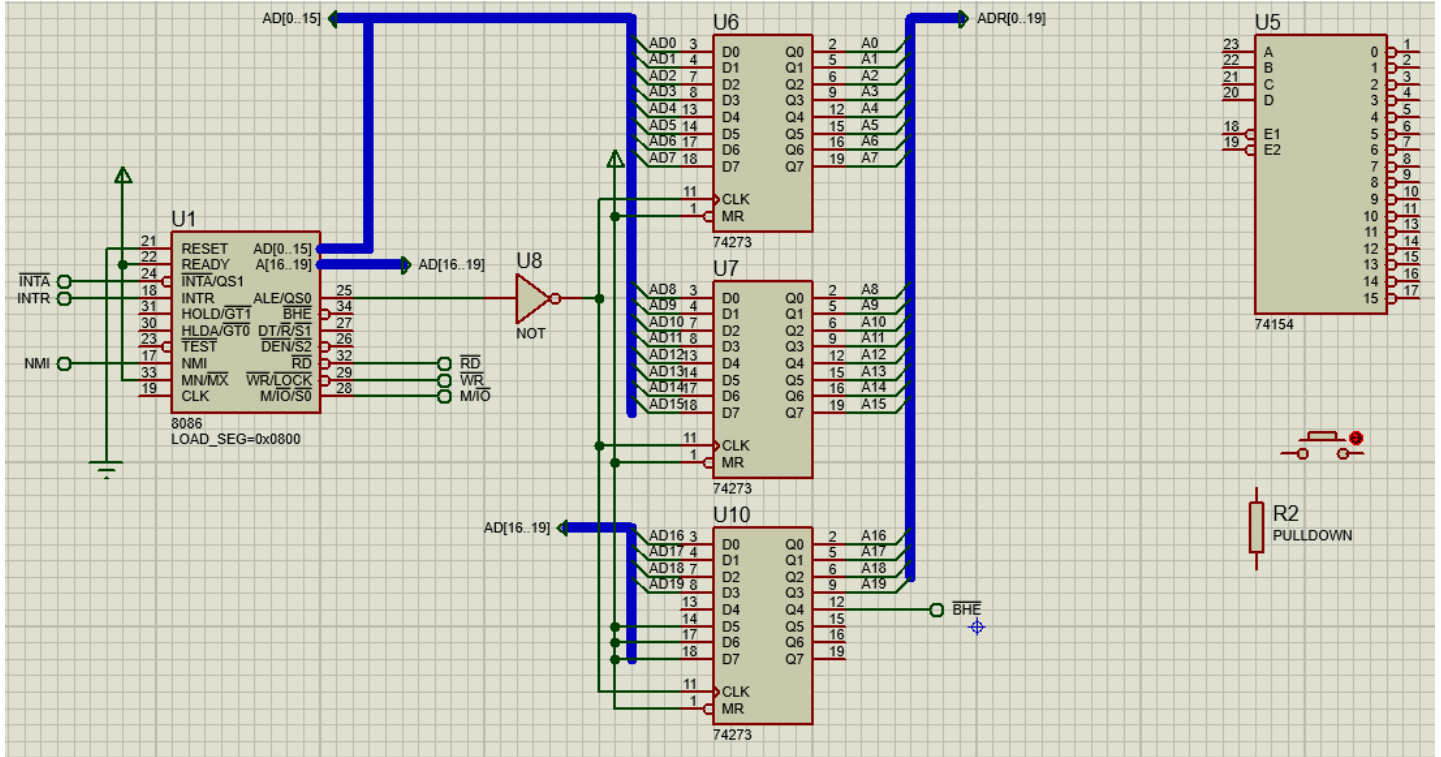 AD[0..15]
ADR[0..19]
U6
AD0 3 D0 Q0 2 A0
AD1 4 D1 Q1 5 A1
AD2 7 D2 Q2 6 A2
AD3 8 D3 Q3 9 A3
AD4 13 D4 Q4 12 A4
AD5 14 D5 Q5 15 A5
AD6 17 D6 Q6 16 A6
AD7 18 D7 Q7 19 A7
11 CLK
1 MR
74273
U5
23 A 0 1
22 B 1 2
21 C 2 3
20 D 3 4
4 5
18 E1 5 6
19 E2 6 7
7 8
8 9
9 10
10 11
11 13
12 14
13 15
14 16
15 17
74154
U1
21 RESET AD[0..15]
22 READY A[16..19] AD[16..19]
INTA 24 INTA/QS1
INTR 18 INTR ALE/QS0 25
31 HOLD/GT1 BHE 34
30 HLDA/GT0 DT/R/S1 27
23 TEST DEN/S2 26
NMI 17 NMI RD 32 RD
33 MN/MX WR/LOCK 29 WR
19 CLK M/IO/S0 28 M/IO
8086
LOAD_SEG=0x0800
U8
NOT
U7
AD8 3 D0 Q0 2 A8
AD9 4 D1 Q1 5 A9
AD10 7 D2 Q2 6 A10
AD11 8 D3 Q3 9 A11
AD12 13 D4 Q4 12 A12
AD13 14 D5 Q5 15 A13
AD14 17 D6 Q6 16 A14
AD15 18 D7 Q7 19 A15
11 CLK
1 MR
74273
AD[16..19]
U10
AD16 3 D0 Q0 2 A16
AD17 4 D1 Q1 5 A17
AD18 7 D2 Q2 6 A18
AD19 8 D3 Q3 9 A19
13 D4 Q4 12 BHE
14 D5 Q5 15
17 D6 Q6 16
18 D7 Q7 19
11 CLK
1 MR
74273
R2
PULLDOWN